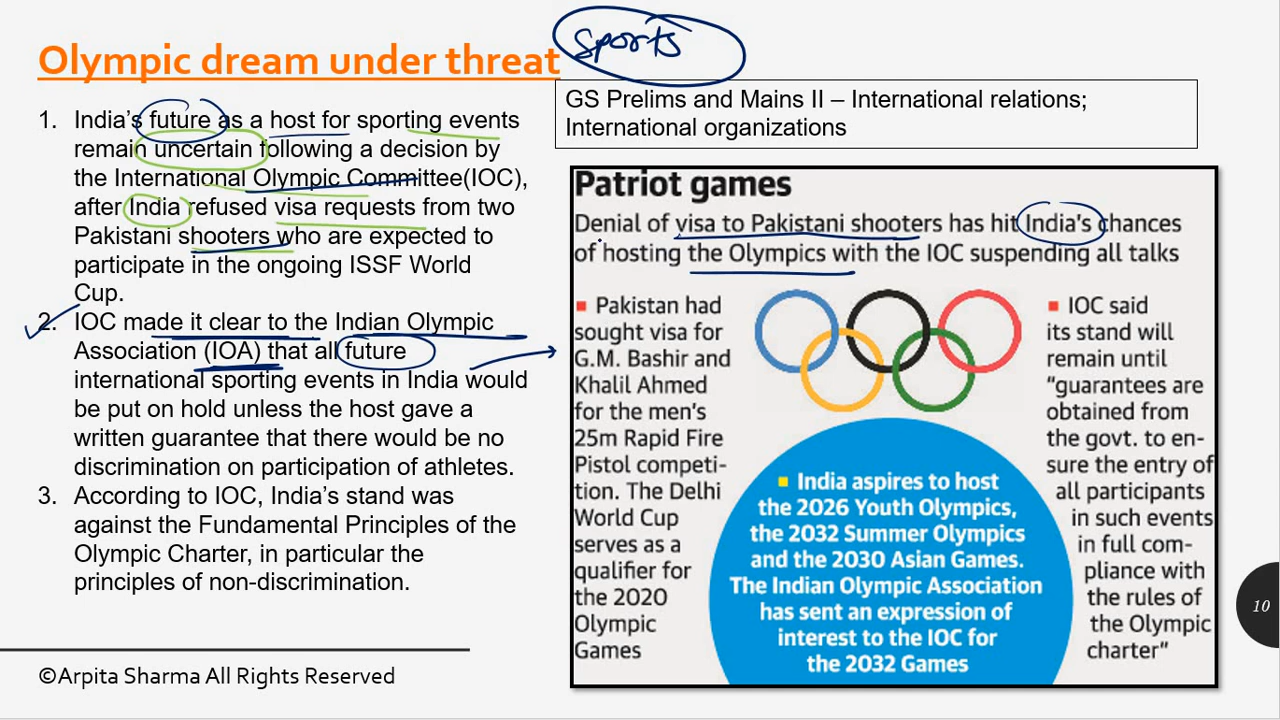 Sports
Olympic dream under threat
GS Prelims and Mains II – International relations;
International organizations
1. India's future as a host for sporting events
remain uncertain following a decision by
the International Olympic Committee(IOC),
after India refused visa requests from two
Pakistani shooters who are expected to
participate in the ongoing ISSF World
Cup.
2. IOC made it clear to the Indian Olympic
Association (IOA) that all future
international sporting events in India would
be put on hold unless the host gave a
written guarantee that there would be no
discrimination on participation of athletes.
3. According to IOC, India's stand was
against the Fundamental Principles of the
Olympic Charter, in particular the
principles of non-discrimination.
Patriot games
Denial of visa to Pakistani shooters has hit India's chances
of hosting the Olympics with the IOC suspending all talks
Pakistan had
sought visa for
G.M. Bashir and
Khalil Ahmed
for the men's
25m Rapid Fire
Pistol competi-
tion. The Delhi
World Cup
serves as a
qualifier for
the 2020
Olympic
Games
India aspires to host
the 2026 Youth Olympics,
the 2032 Summer Olympics
and the 2030 Asian Games.
The Indian Olympic Association
has sent an expression of
interest to the IOC for
the 2032 Games
IOC said
its stand will
remain until
"guarantees are
obtained from
the govt. to en-
sure the entry of
all participants
in such events
in full com-
pliance with
the rules of
the Olympic
charter"
10
©Arpita Sharma All Rights Reserved